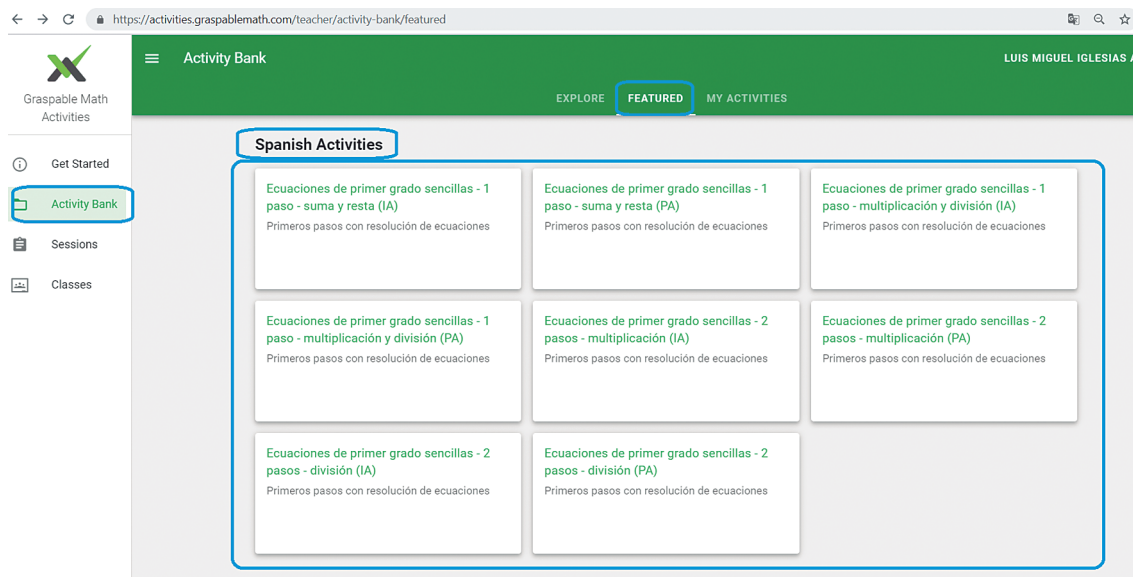 https://activities.graspablemath.com/teacher/activity-bank/featured
Graspable Math
Activities
Activity Bank
LUIS MIGUEL IGLESIAS A
EXPLORE
FEATURED
MY ACTIVITIES
Get Started
Activity Bank
Sessions
Classes
Spanish Activities
Ecuaciones de primer grado sencillas - 1
paso - suma y resta (IA)
Primeros pasos con resolución de ecuaciones
Ecuaciones de primer grado sencillas - 1
paso - suma y resta (PA)
Primeros pasos con resolución de ecuaciones
Ecuaciones de primer grado sencillas - 1
paso - multiplicación y división (IA)
Primeros pasos con resolución de ecuaciones
Ecuaciones de primer grado sencillas - 1
paso - multiplicación y división (PA)
Primeros pasos con resolución de ecuaciones
Ecuaciones de primer grado sencillas - 2
pasos - multiplicación (IA)
Primeros pasos con resolución de ecuaciones
Ecuaciones de primer grado sencillas - 2
pasos - multiplicación (PA)
Primeros pasos con resolución de ecuaciones
Ecuaciones de primer grado sencillas - 2
pasos - división (IA)
Primeros pasos con resolución de ecuaciones
Ecuaciones de primer grado sencillas - 2
pasos - división (PA)
Primeros pasos con resolución de ecuaciones